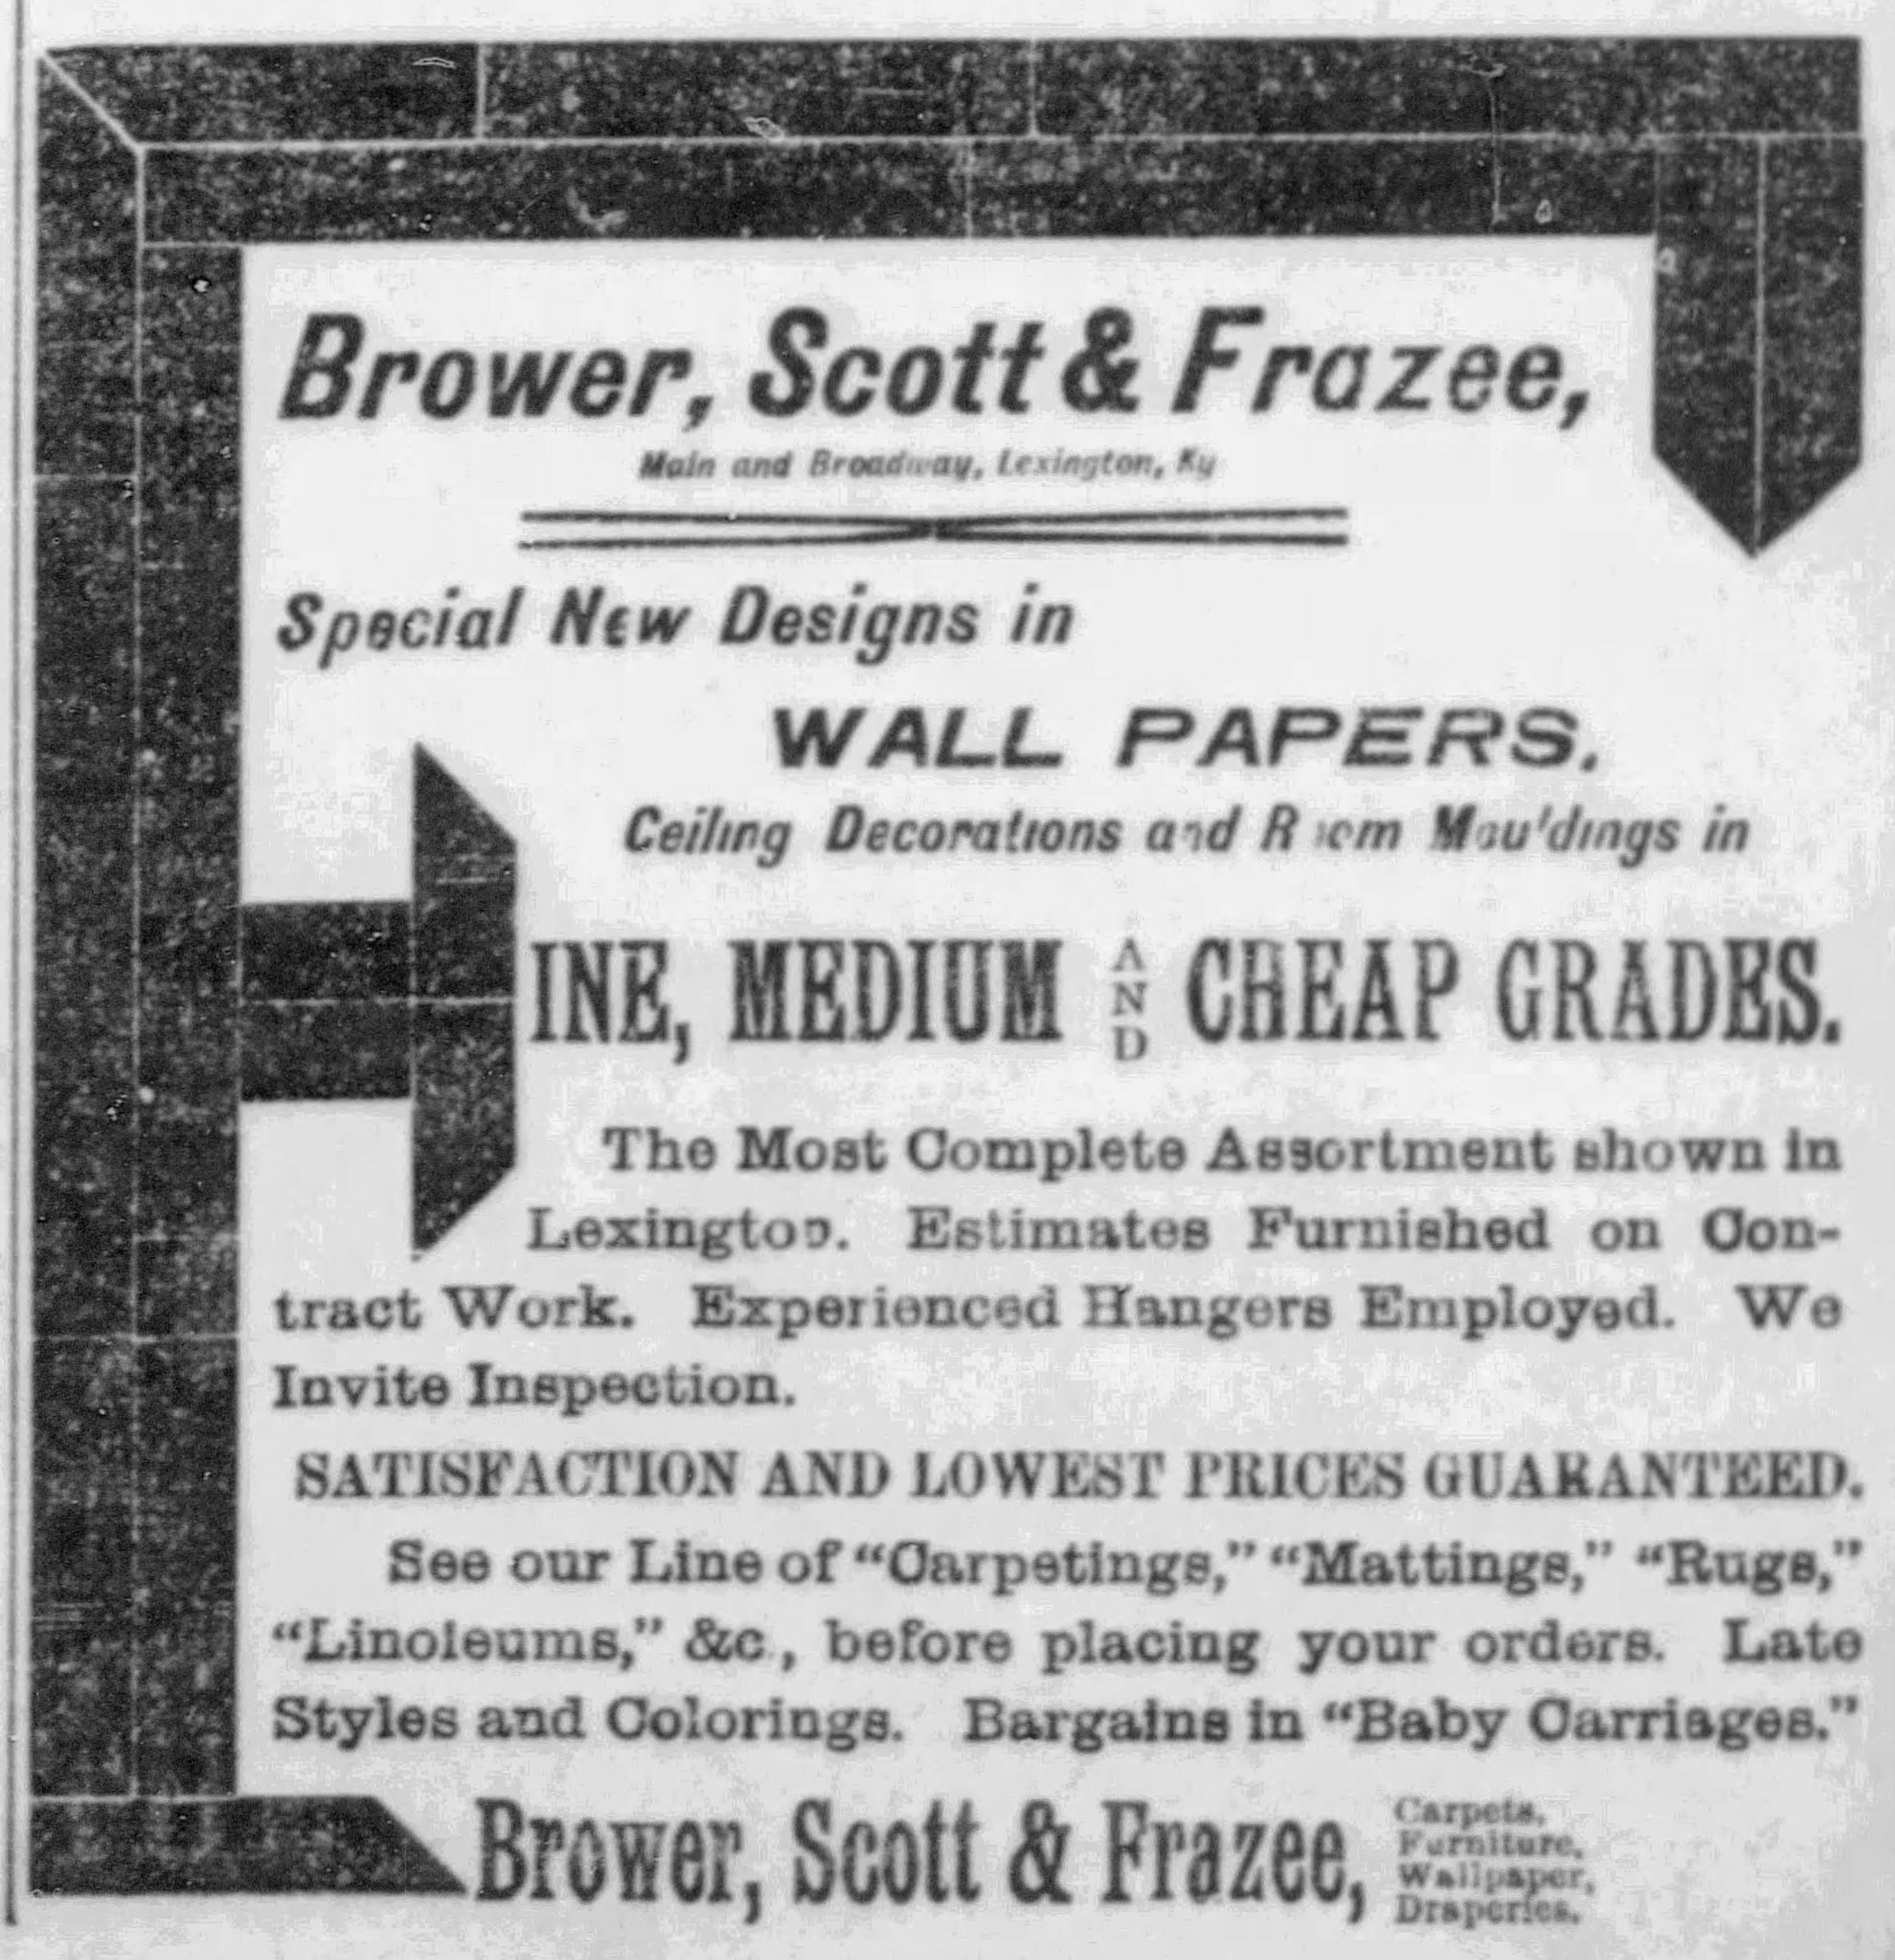 Brower, Scott & Frazee,
Main and Broadway, Lexington, Ky
Special New Designs in
WALL PAPERS.
Ceiling Decorations and Room Mouldings in
FINE, MEDIUM AND CHEAP GRADES.
The Most Complete Assortment shown in
Lexington. Estimates Furnished on Con-
tract Work. Experienced Hangers Employed. We
Invite Inspection.
SATISFACTION AND LOWEST PRICES GUARANTEED.
See our Line of “Carpetings,” “Mattings,” “Rugs,”
“Linoleums,” &c., before placing your orders. Late
Styles and Colorings. Bargains in “Baby Carriages.”
Brower, Scott & Frazee,
Carpets,
Furniture,
Wallpaper,
Draperies.